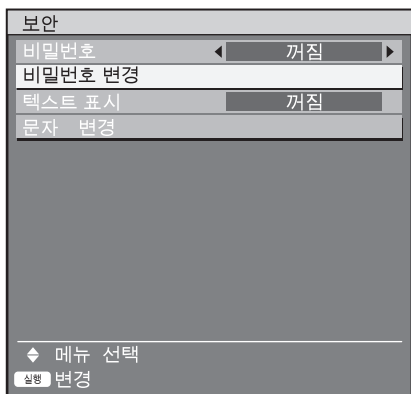 보안
비밀번호 꺼짐
비밀번호 변경
텍스트 표시 꺼짐
문자 변경
메뉴 선택
실행 변경